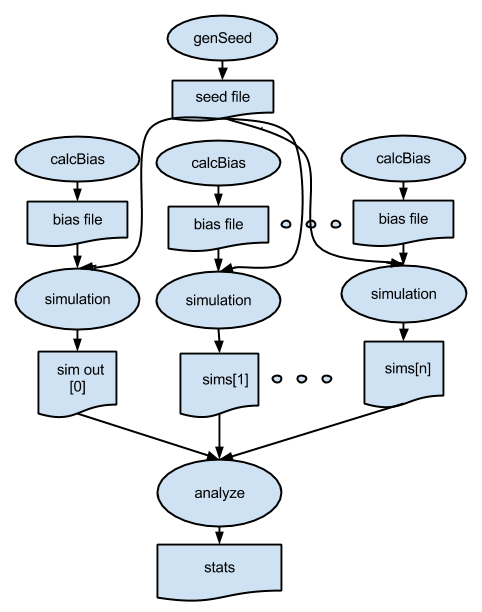 genSeed
seed file
calcBias
calcBias
calcBias
bias file
bias file
bias file
simulation
simulation
simulation
sim out
[0]
sims[1]
sims[n]
analyze
stats